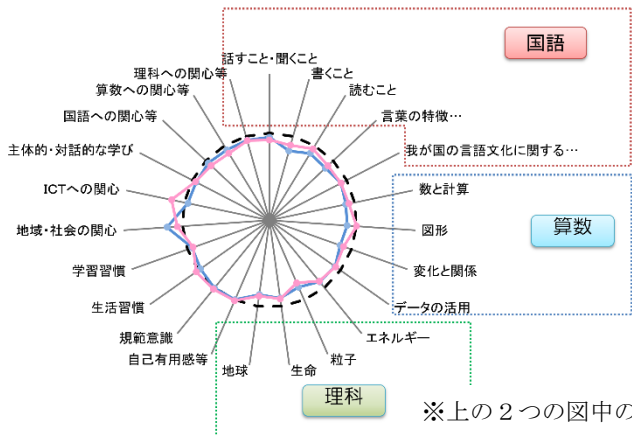 国語
話すこと・聞くこと
書くこと
読むこと
言葉の特徴…
我が国の言語文化に関する…
数と計算
算数
図形
変化と関係
データの活用
エネルギー
粒子
生命
地球
理科
自己有用感等
規範意識
生活習慣
学習習慣
地域・社会の関心
ICTへの関心
主体的・対話的な学び
国語への関心等
算数への関心等
理科への関心等
※上の２つの図中の